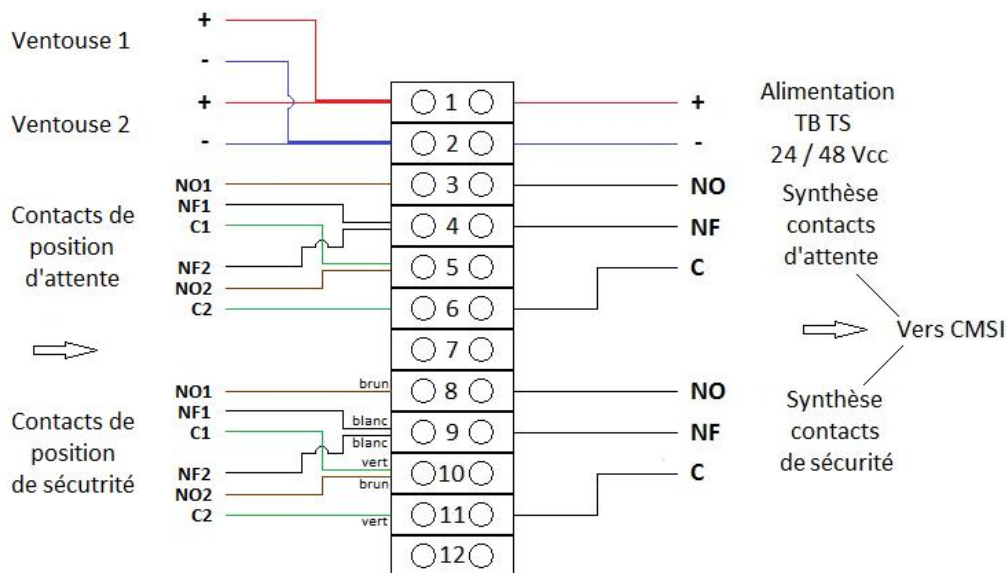 Ventouse 1
+
-
Ventouse 2
+
-
1
+
2
-
Alimentation
TB TS
24 / 48 Vcc
Contacts de
position
d'attente
NO1
NF1
C1
NF2
NO2
C2
3
4
5
6
7
NO
NF
C
Synthèse
contacts
d'attente
Vers CMSI
Contacts de
position
de sécutrité
NO1
NF1
C1
NF2
NO2
C2
brun
blanc
blanc
vert
brun
vert
8
9
10
11
12
NO
NF
C
Synthèse
contacts
de sécurité